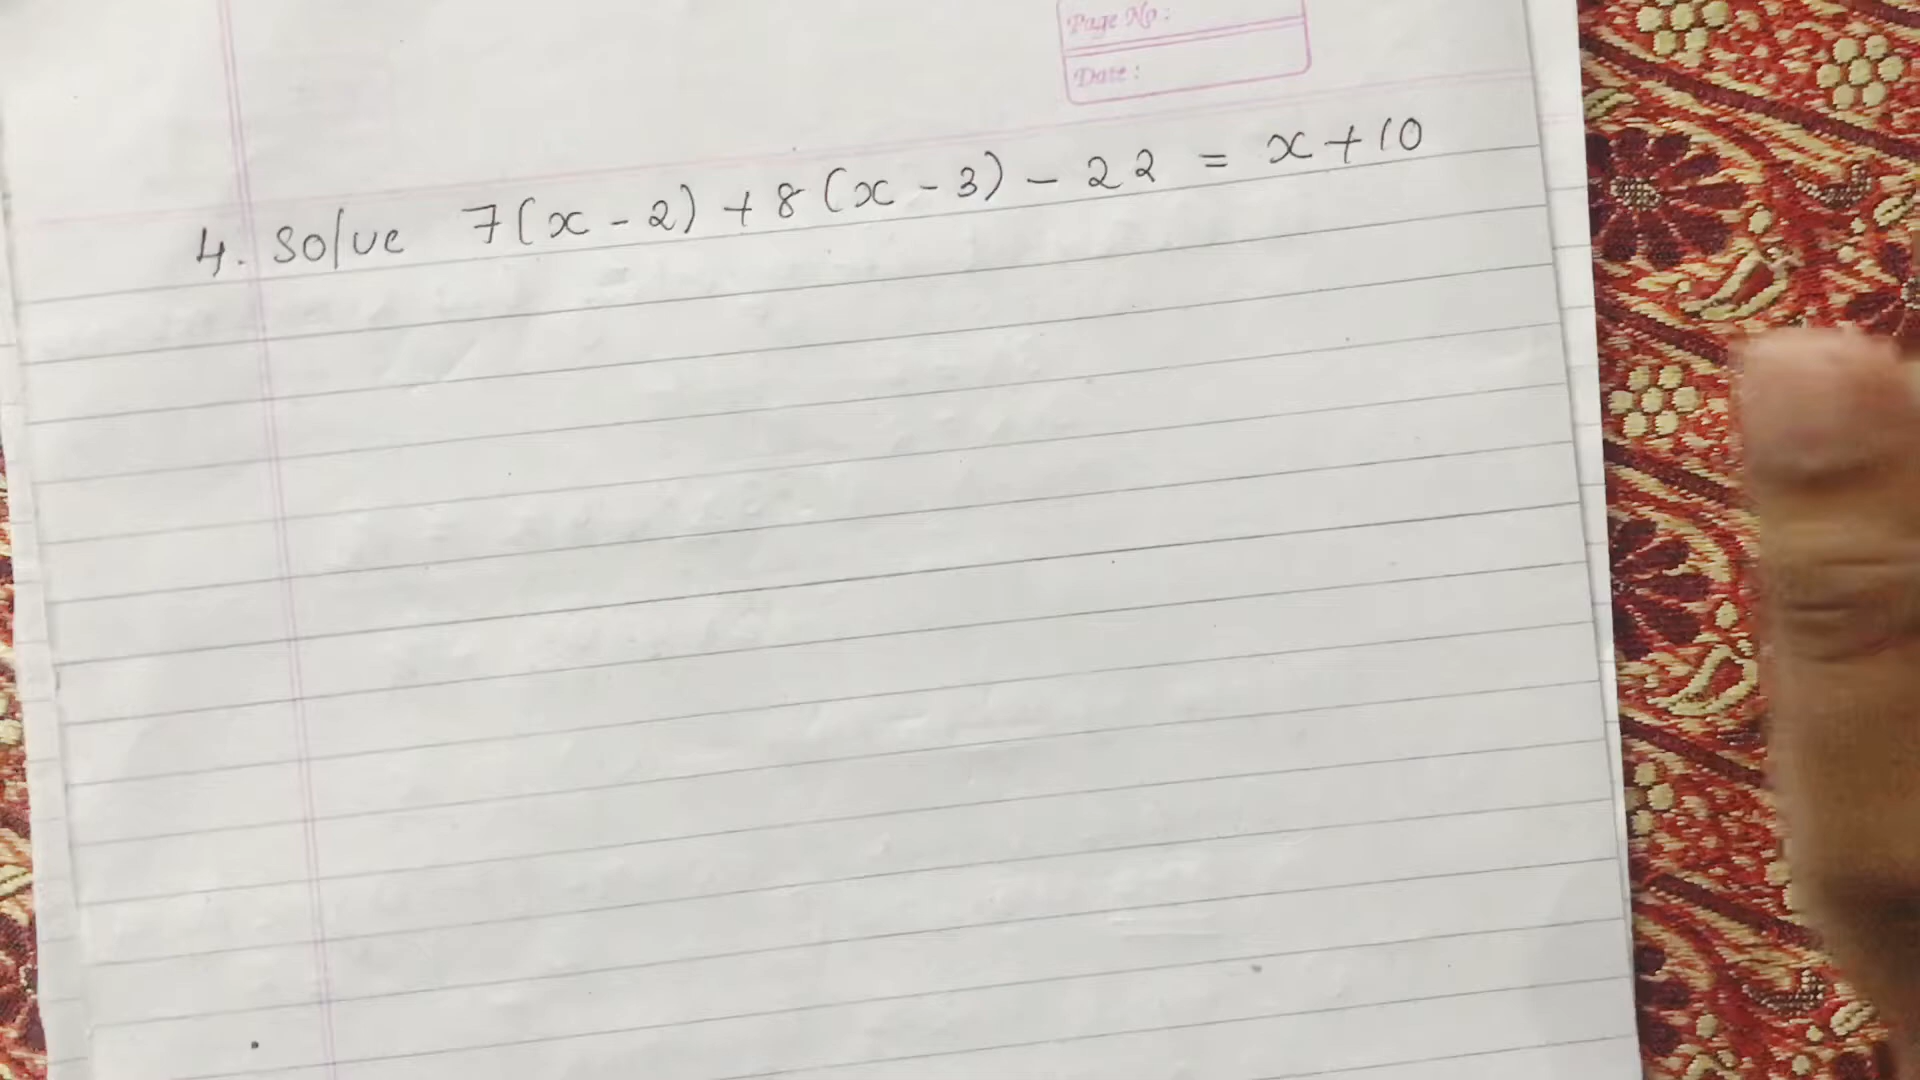 Page No :
Date :
4. Solve 7(x - 2) + 8(x - 3) - 22 = x + 10